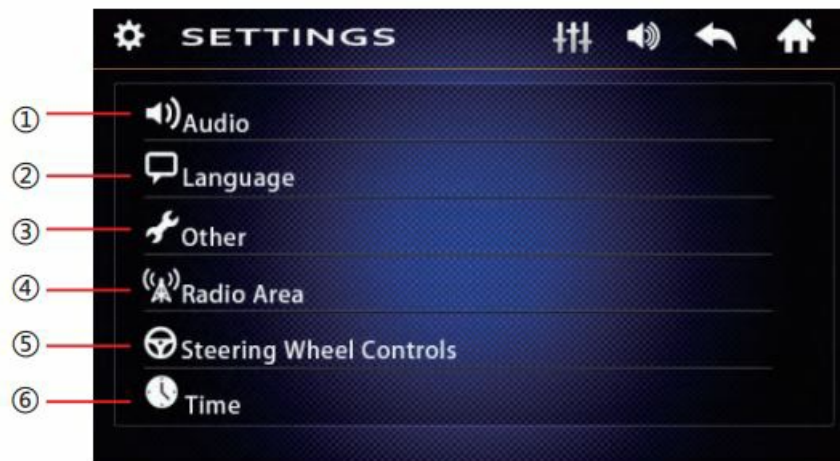 SETTINGS
① Audio
② Language
③ Other
④ Radio Area
⑤ Steering Wheel Controls
⑥ Time